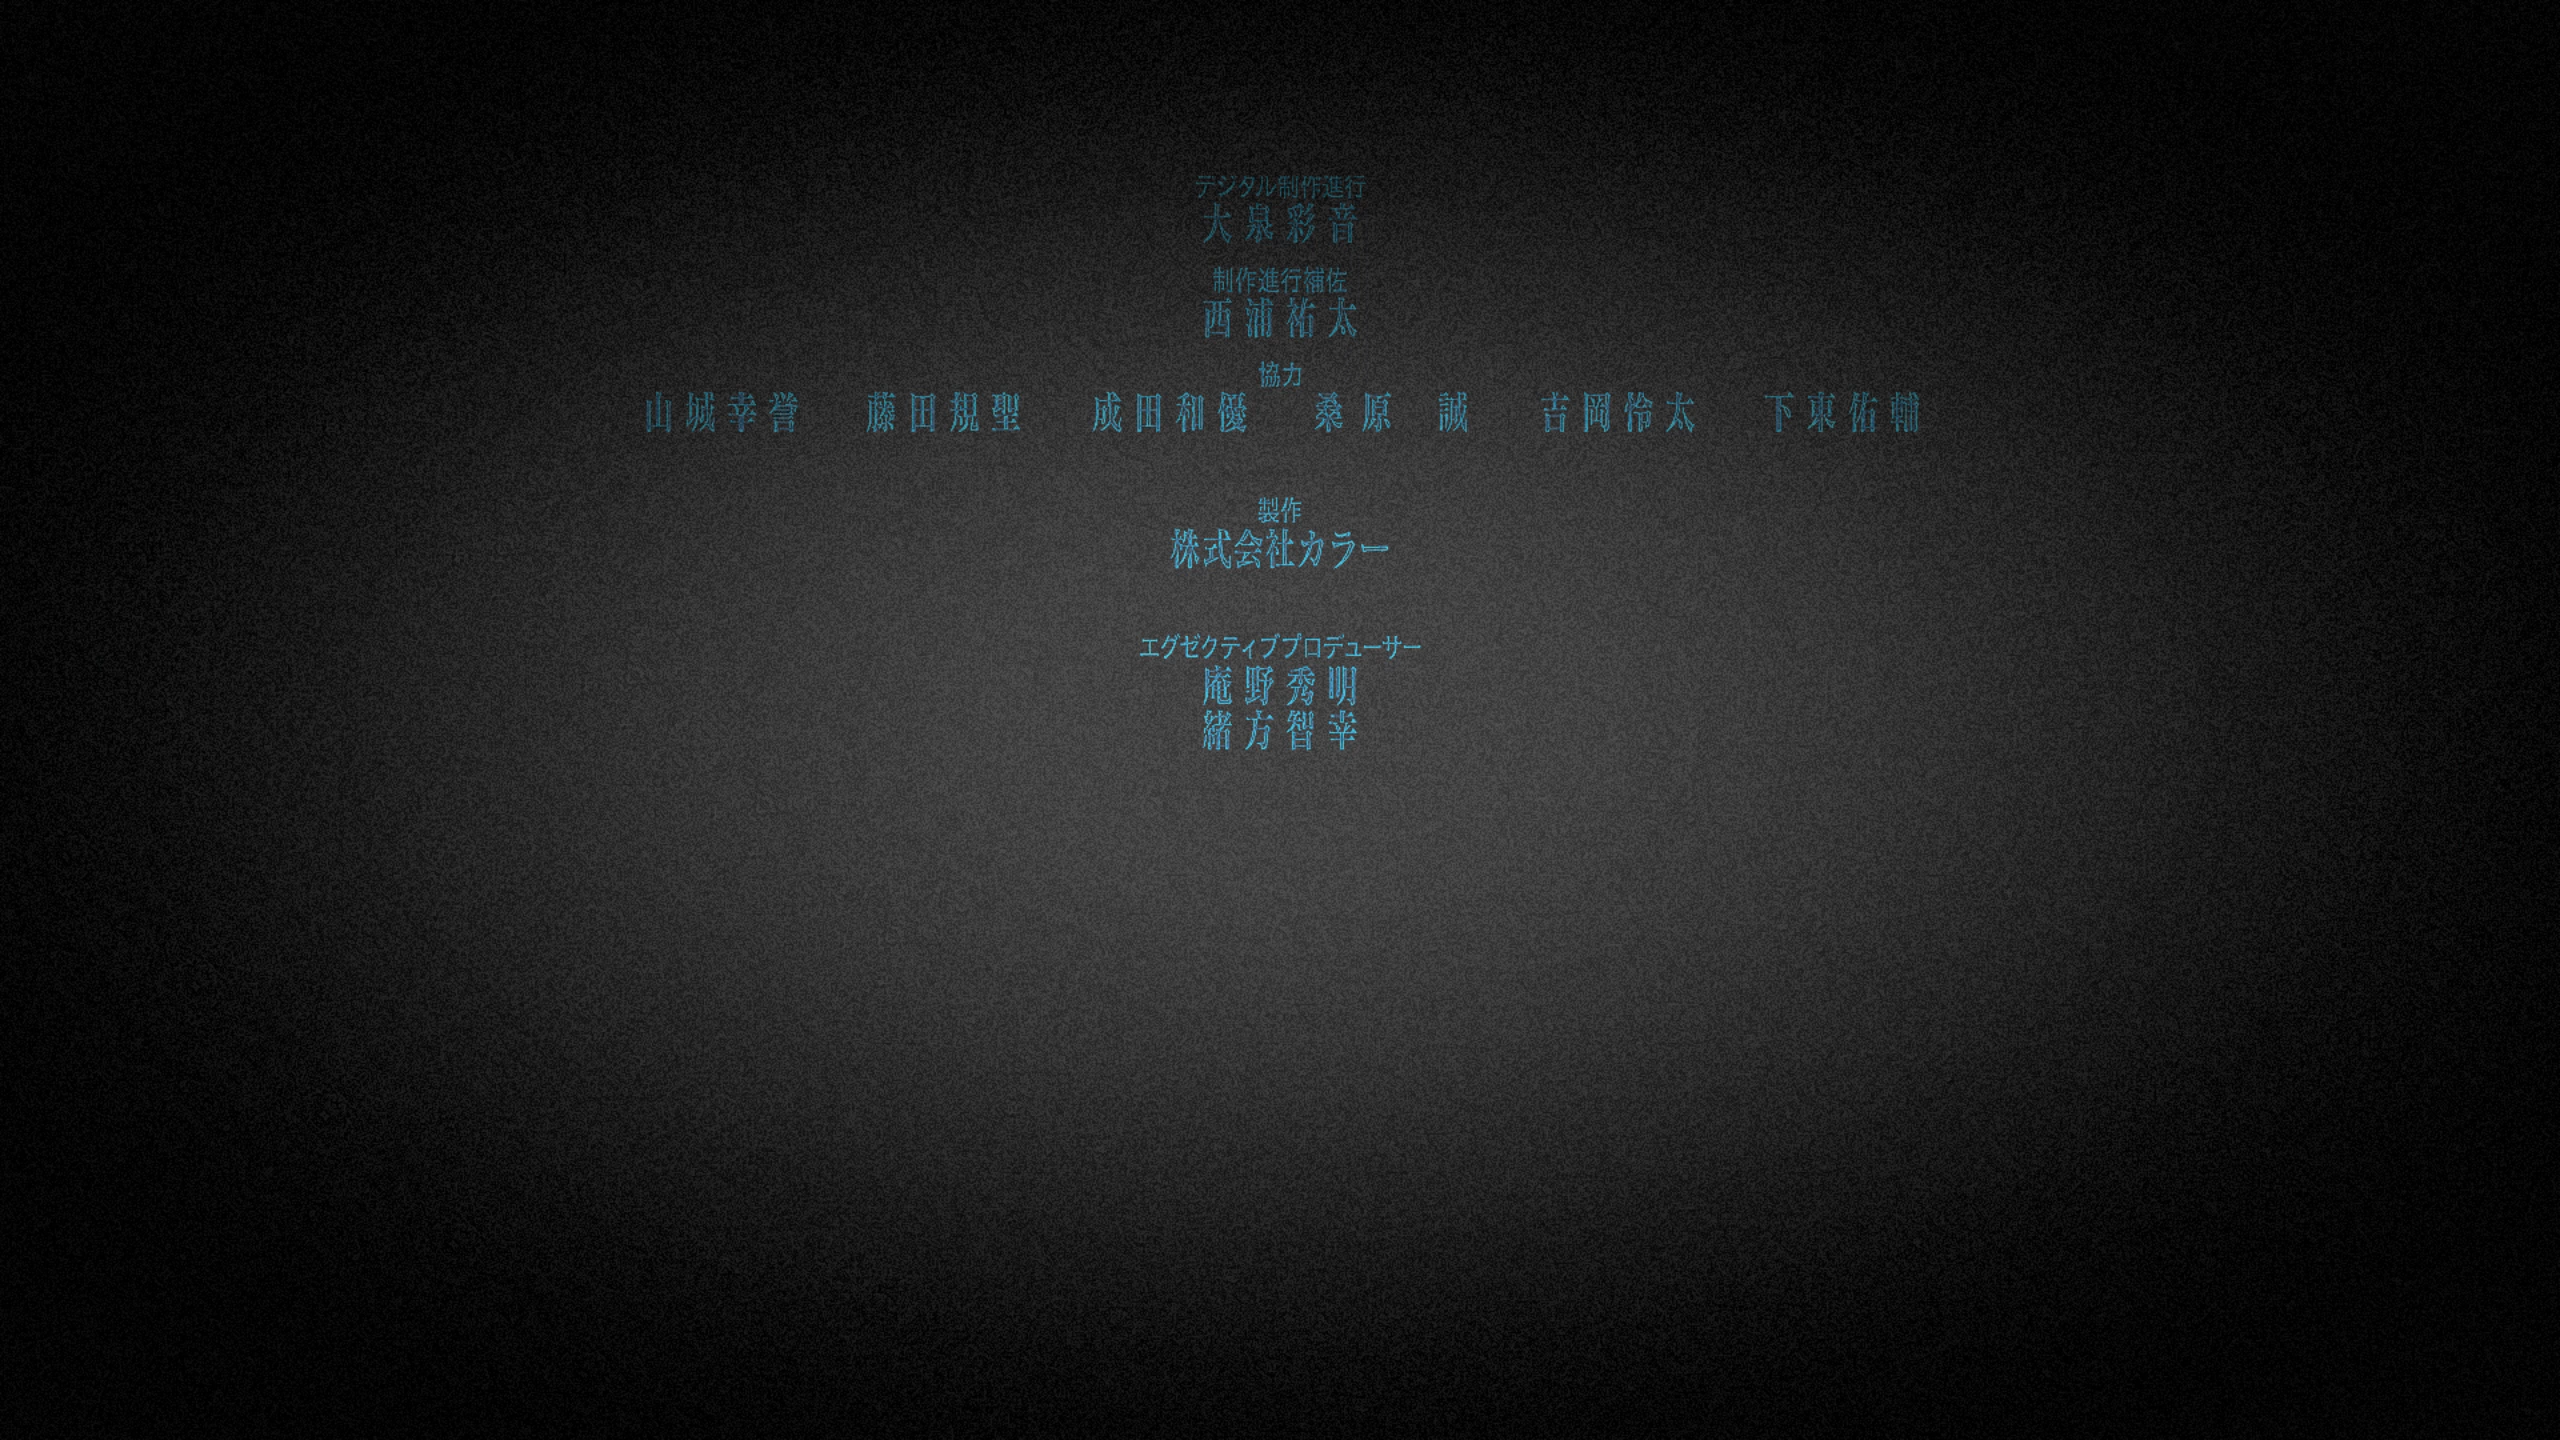 デジタル制作進行
大泉彩音
制作進行補佐
西浦祐太
協力
山城幸誉 藤田規聖 成田和優 桑原 誠 吉岡怜太 下東佑輔
製作
株式会社カラー
エグゼクティブプロデューサー
庵野秀明
緒方智幸